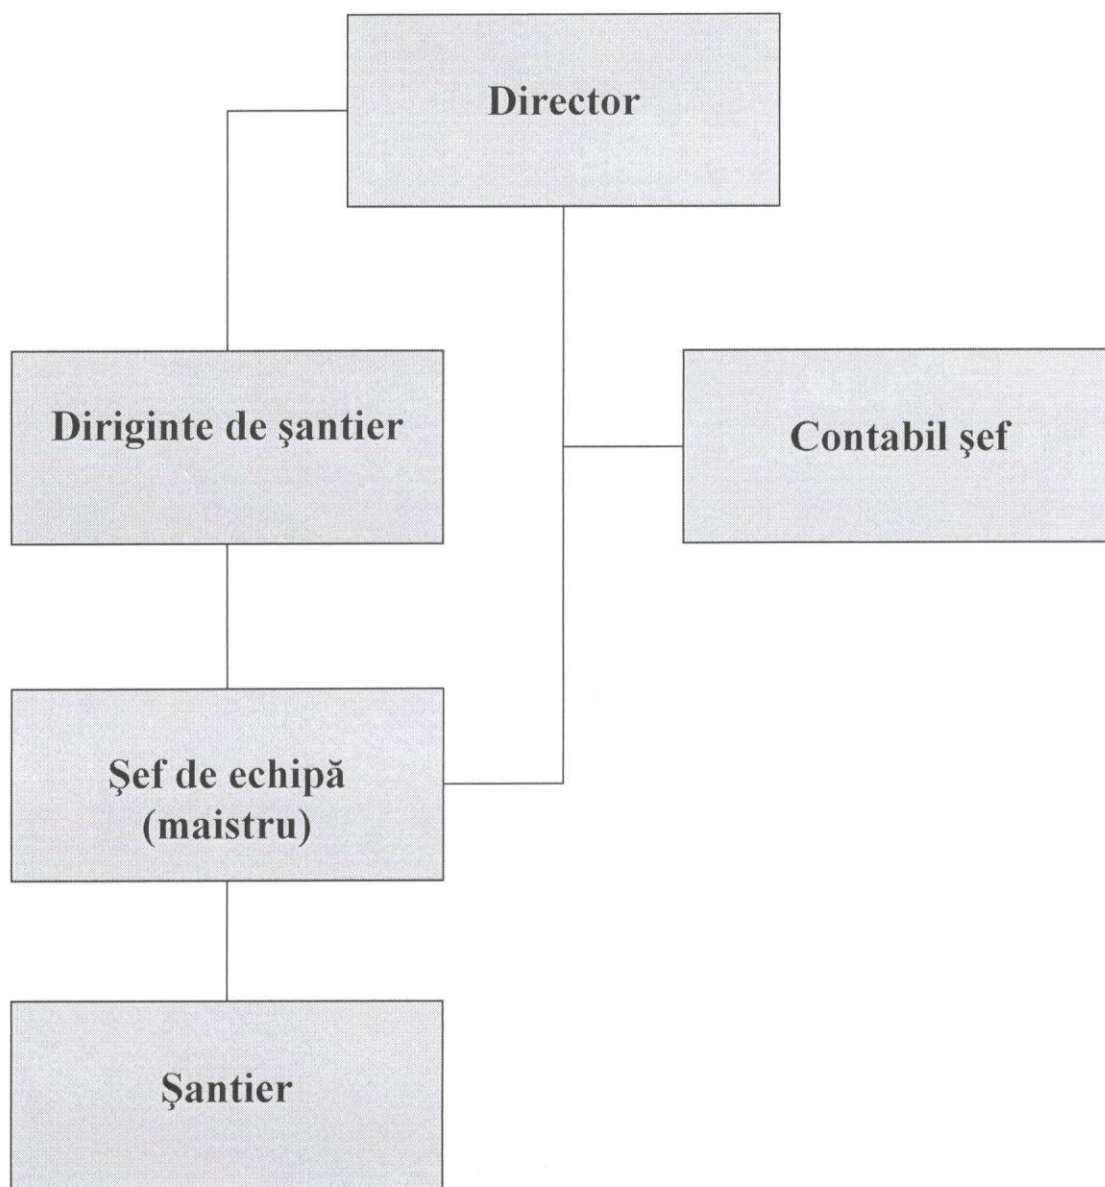 Director
Diriginte de şantier
Contabil şef
Şef de echipă
(maistru)
Şantier